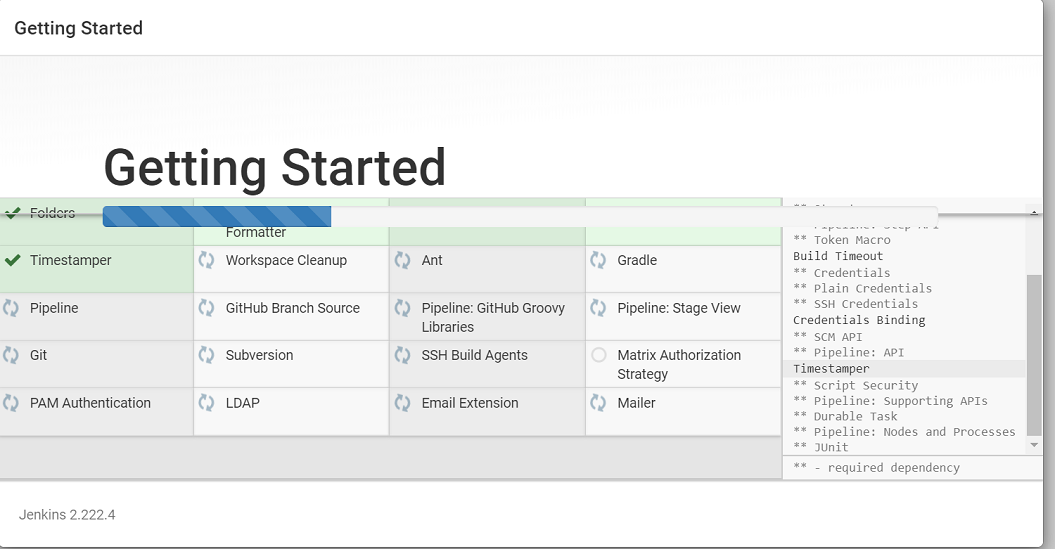 Getting Started
Getting Started
Folders
Formatter
Timestamper
Workspace Cleanup
Ant
Gradle
Pipeline
GitHub Branch Source
Pipeline: GitHub Groovy
Libraries
Pipeline: Stage View
Git
Subversion
SSH Build Agents
Matrix Authorization
Strategy
PAM Authentication
LDAP
Email Extension
Mailer
** Pipeline: Step API
** Token Macro
Build Timeout
** Credentials
** Plain Credentials
** SSH Credentials
Credentials Binding
** SCM API
** Pipeline: API
Timestamper
** Script Security
** Pipeline: Supporting APIs
** Durable Task
** Pipeline: Nodes and Processes
** JUnit
** - required dependency
Jenkins 2.222.4